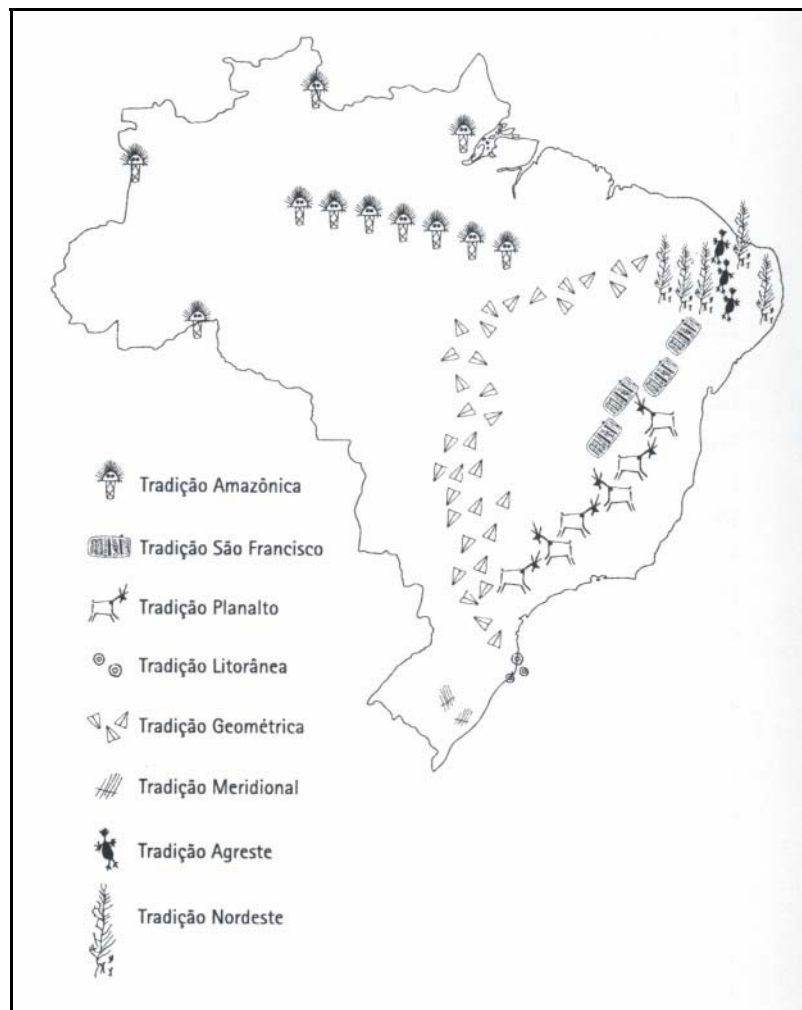 Tradição Amazônica
Tradição São Francisco
Tradição Planalto
Tradição Litorânea
Tradição Geométrica
Tradição Meridional
Tradição Agreste
Tradição Nordeste